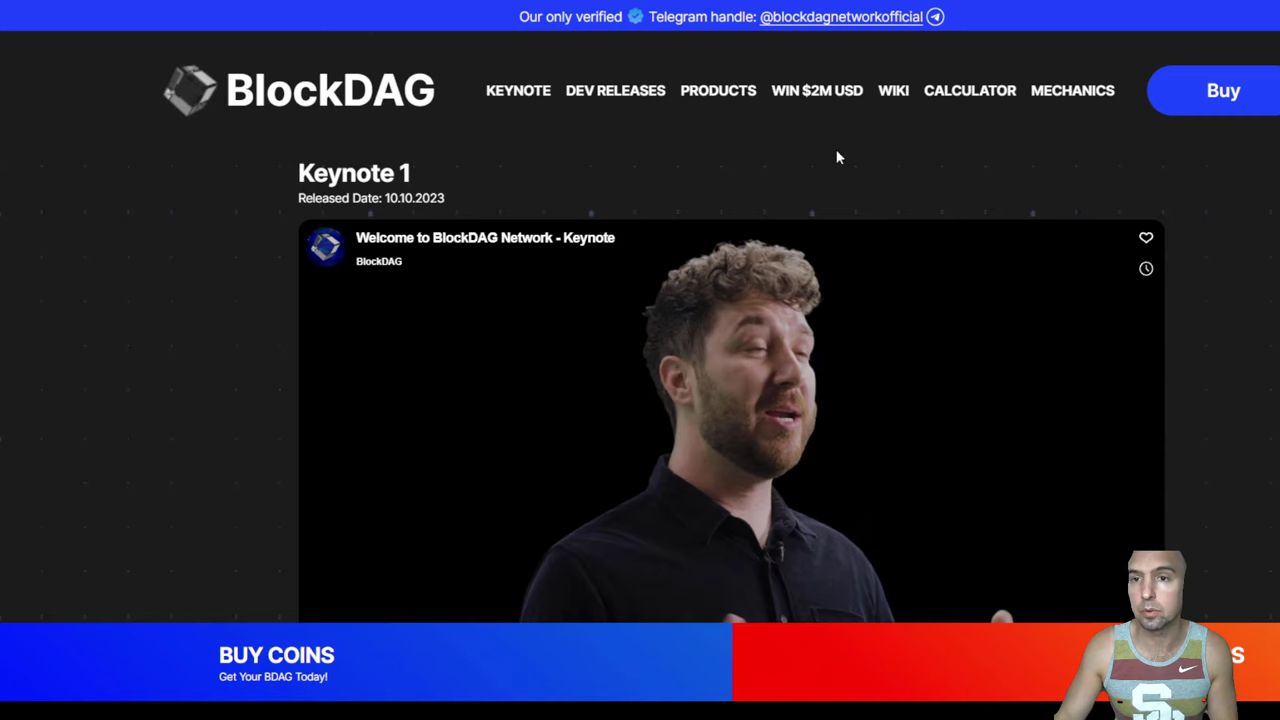 Our only verified Telegram handle: @blockdagnetworkofficial
BlockDAG
KEYNOTE DEV RELEASES PRODUCTS WIN $2M USD WIKI CALCULATOR MECHANICS Buy
Keynote 1
Released Date: 10.10.2023
Welcome to BlockDAG Network - Keynote
BlockDAG
BUY COINS
Get Your BDAG Today!